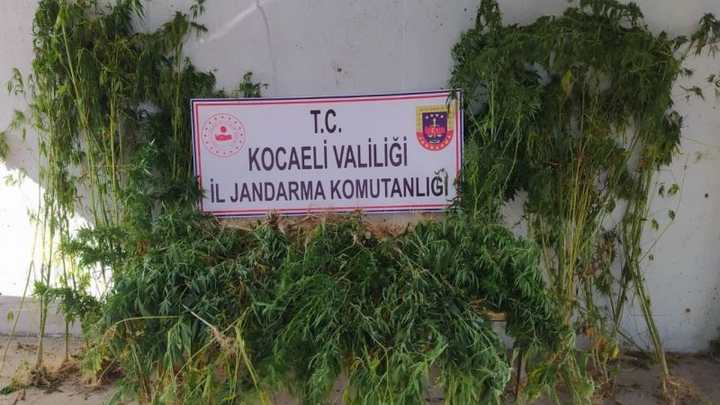 T.C.
KOCAELİ VALİLİĞİ
İL JANDARMA KOMUTANLIĞI